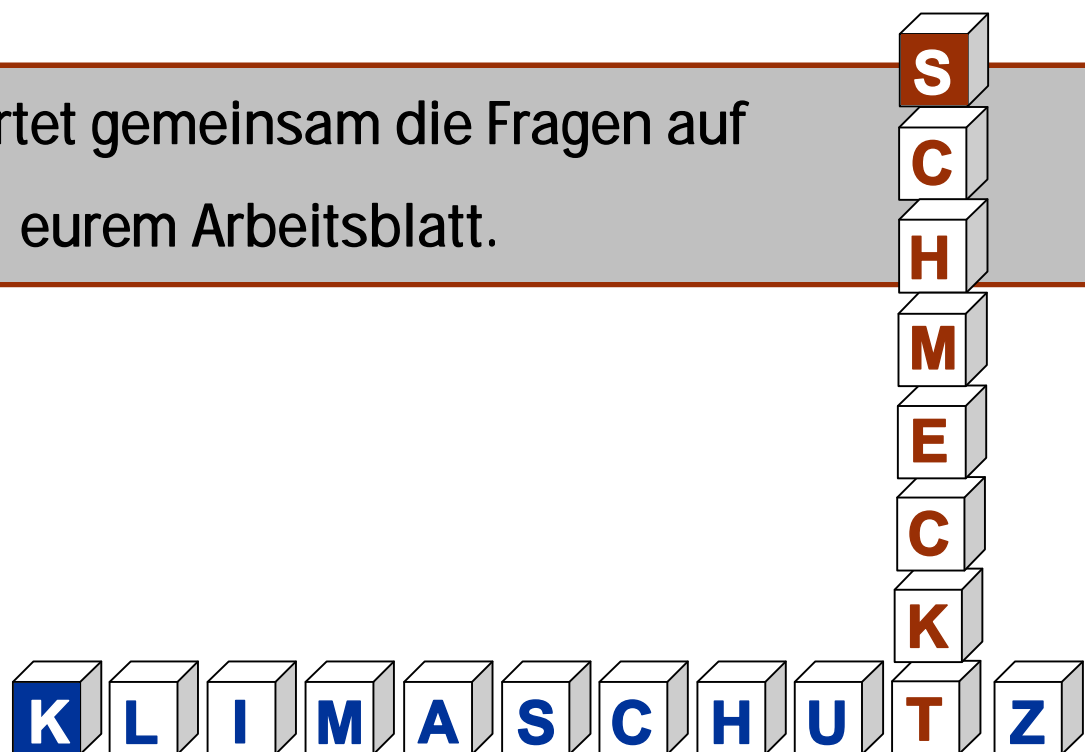 rtet gemeinsam die Fragen auf
eurem Arbeitsblatt.
SCHMECKT
KLIMASCHUTZ